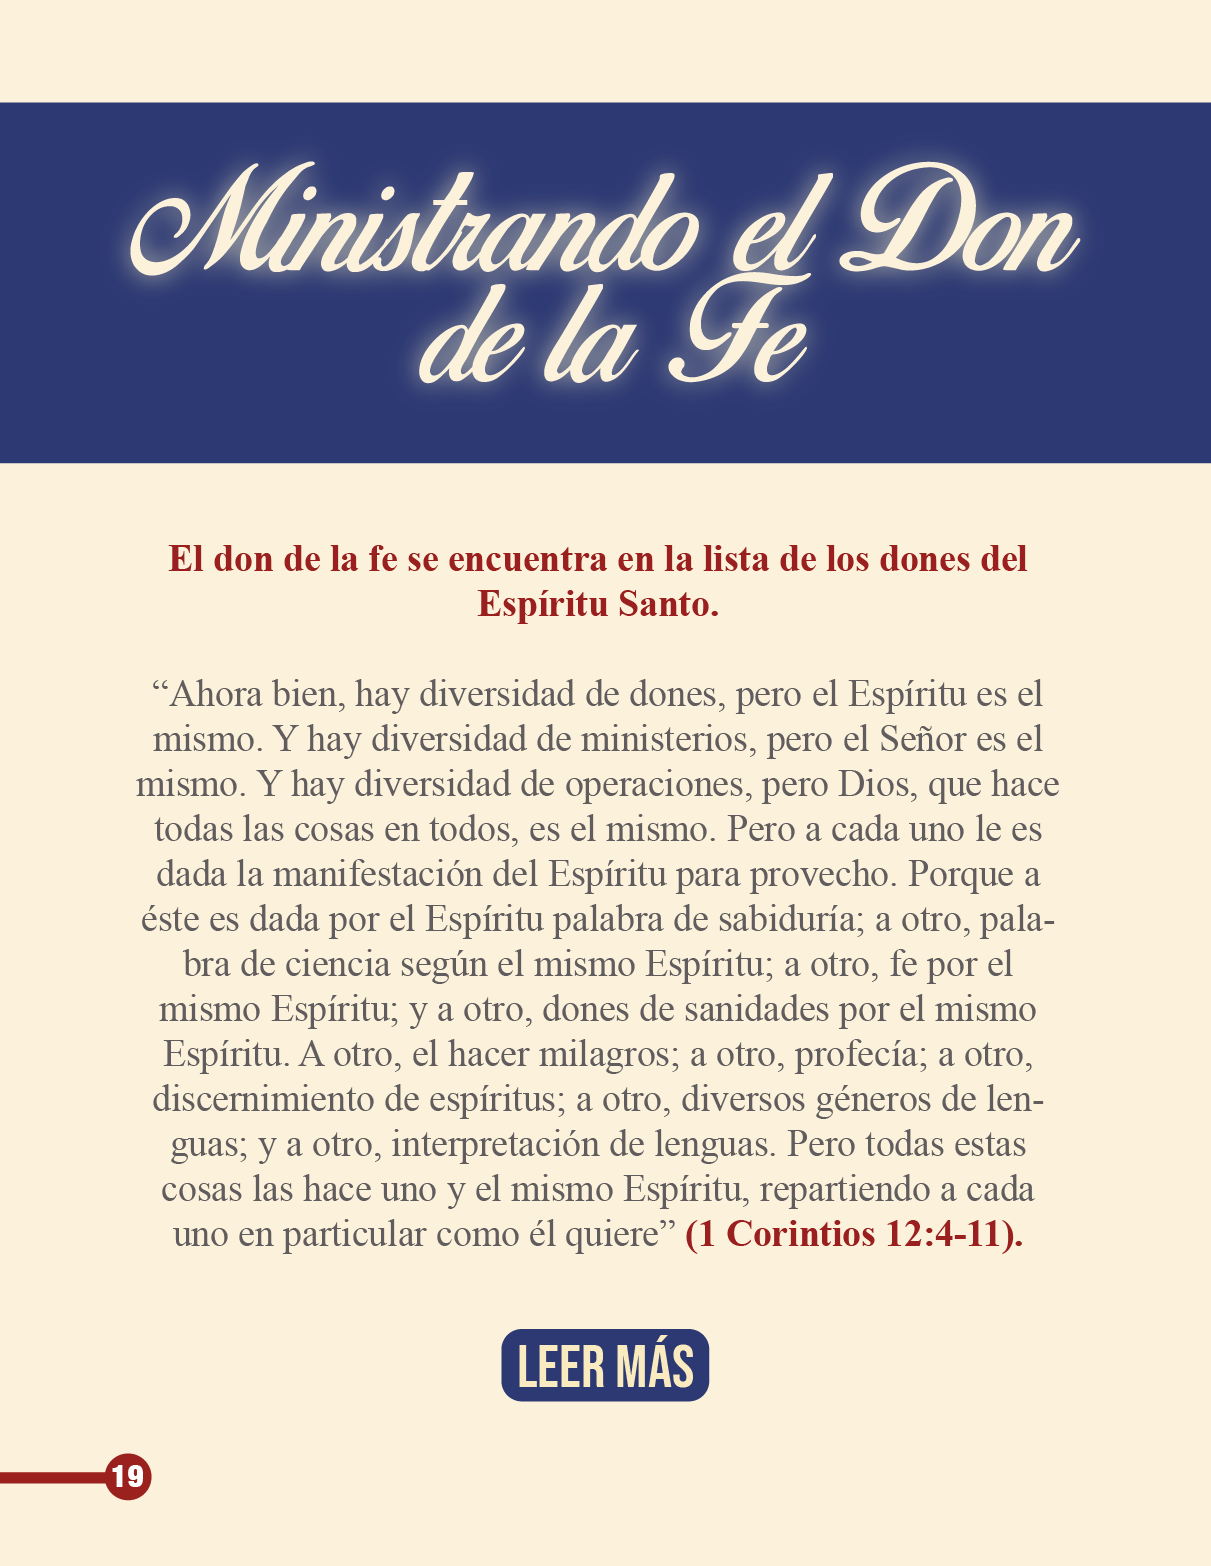 Ministrando el Don
de la Fe
El don de la fe se encuentra en la lista de los dones del
Espíritu Santo.
“Ahora bien, hay diversidad de dones, pero el Espíritu es el
mismo. Y hay diversidad de ministerios, pero el Señor es el
mismo. Y hay diversidad de operaciones, pero Dios, que hace
todas las cosas en todos, es el mismo. Pero a cada uno le es
dada la manifestación del Espíritu para provecho. Porque a
éste es dada por el Espíritu palabra de sabiduría; a otro, pala-
bra de ciencia según el mismo Espíritu; a otro, fe por el
mismo Espíritu; y a otro, dones de sanidades por el mismo
Espíritu. A otro, el hacer milagros; a otro, profecía; a otro,
discernimiento de espíritus; a otro, diversos géneros de len-
guas; y a otro, interpretación de lenguas. Pero todas estas
cosas las hace uno y el mismo Espíritu, repartiendo a cada
uno en particular como él quiere” (1 Corintios 12:4-11).
LEER MÁS
19